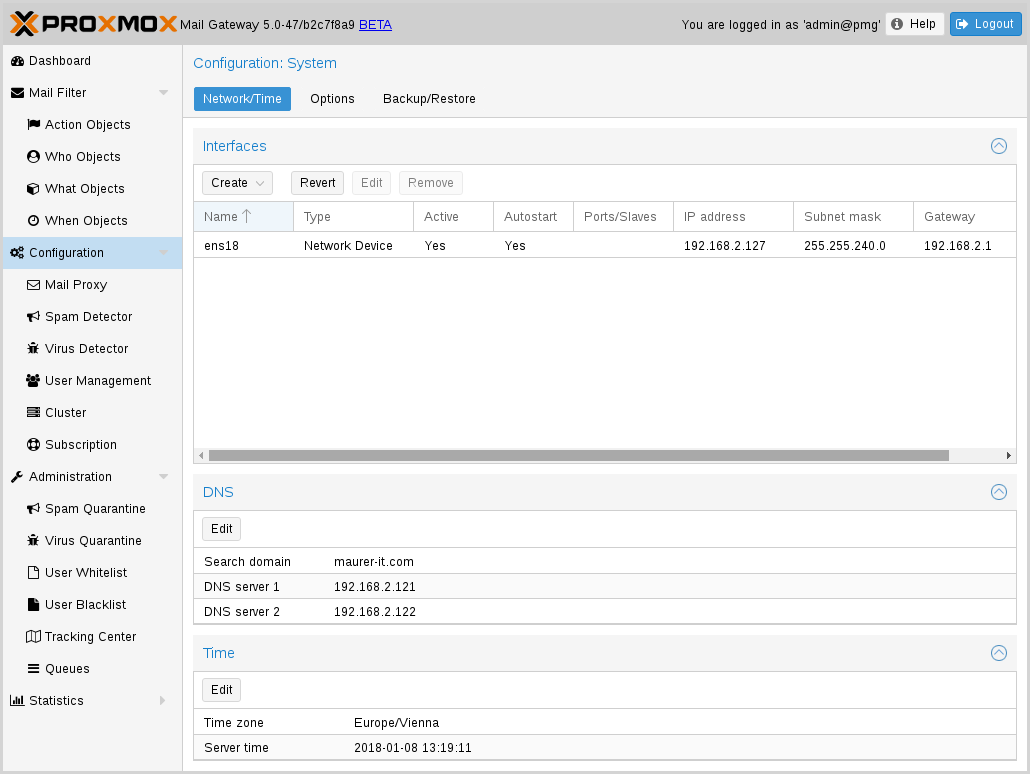 PROXMOX Mail Gateway 5.0-47/b2c7f8a9 BETA You are logged in as 'admin@pmg' Help Logout
Dashboard
Mail Filter
Action Objects
Who Objects
What Objects
When Objects
Configuration
Mail Proxy
Spam Detector
Virus Detector
User Management
Cluster
Subscription
Administration
Spam Quarantine
Virus Quarantine
User Whitelist
User Blacklist
Tracking Center
Queues
Statistics
Configuration: System
Network/Time Options Backup/Restore
Interfaces
Create Revert Edit Remove
Name Type Active Autostart Ports/Slaves IP address Subnet mask Gateway
ens18 Network Device Yes Yes 192.168.2.127 255.255.240.0 192.168.2.1
DNS
Edit
Search domain maurer-it.com
DNS server 1 192.168.2.121
DNS server 2 192.168.2.122
Time
Edit
Time zone Europe/Vienna
Server time 2018-01-08 13:19:11